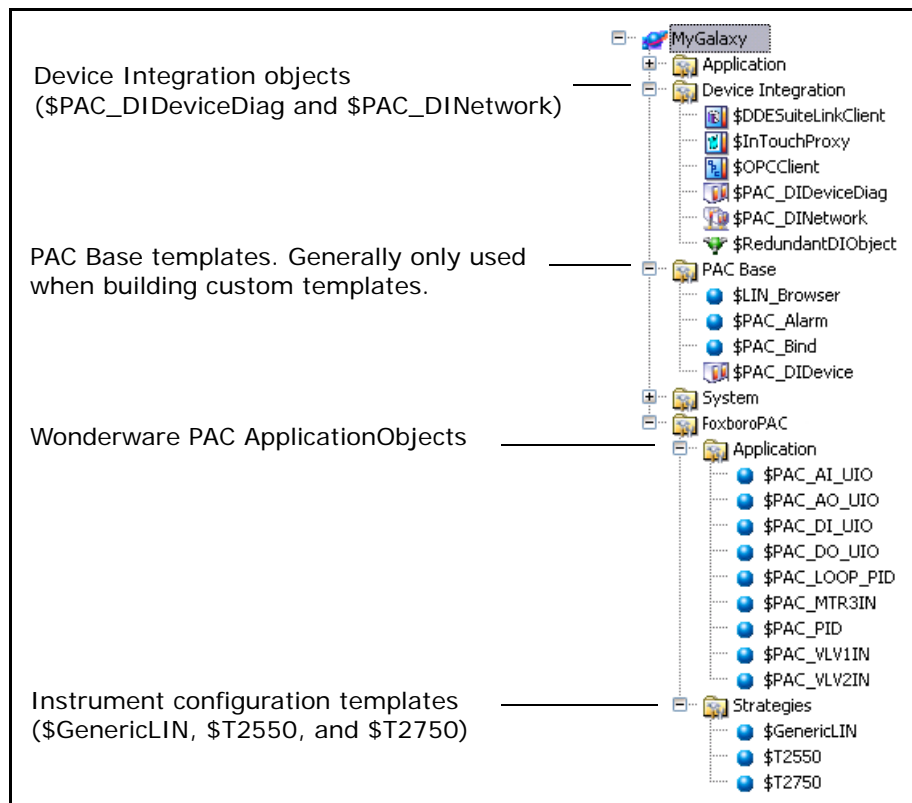 Device Integration objects
($PAC_DIDeviceDiag and $PAC_DINetwork)
PAC Base templates. Generally only used
when building custom templates.
Wonderware PAC ApplicationObjects
Instrument configuration templates
($GenericLIN, $T2550, and $T2750)
MyGalaxy
Application
Device Integration
$DDESuiteLinkClient
$InTouchProxy
$OPCClient
$PAC_DIDeviceDiag
$PAC_DINetwork
$RedundantDIObject
PAC Base
$LIN_Browser
$PAC_Alarm
$PAC_Bind
$PAC_DIDevice
System
FoxboroPAC
Application
$PAC_AI_UIO
$PAC_AO_UIO
$PAC_DI_UIO
$PAC_DO_UIO
$PAC_LOOP_PID
$PAC_MTR3IN
$PAC_PID
$PAC_VLV1IN
$PAC_VLV2IN
Strategies
$GenericLIN
$T2550
$T2750